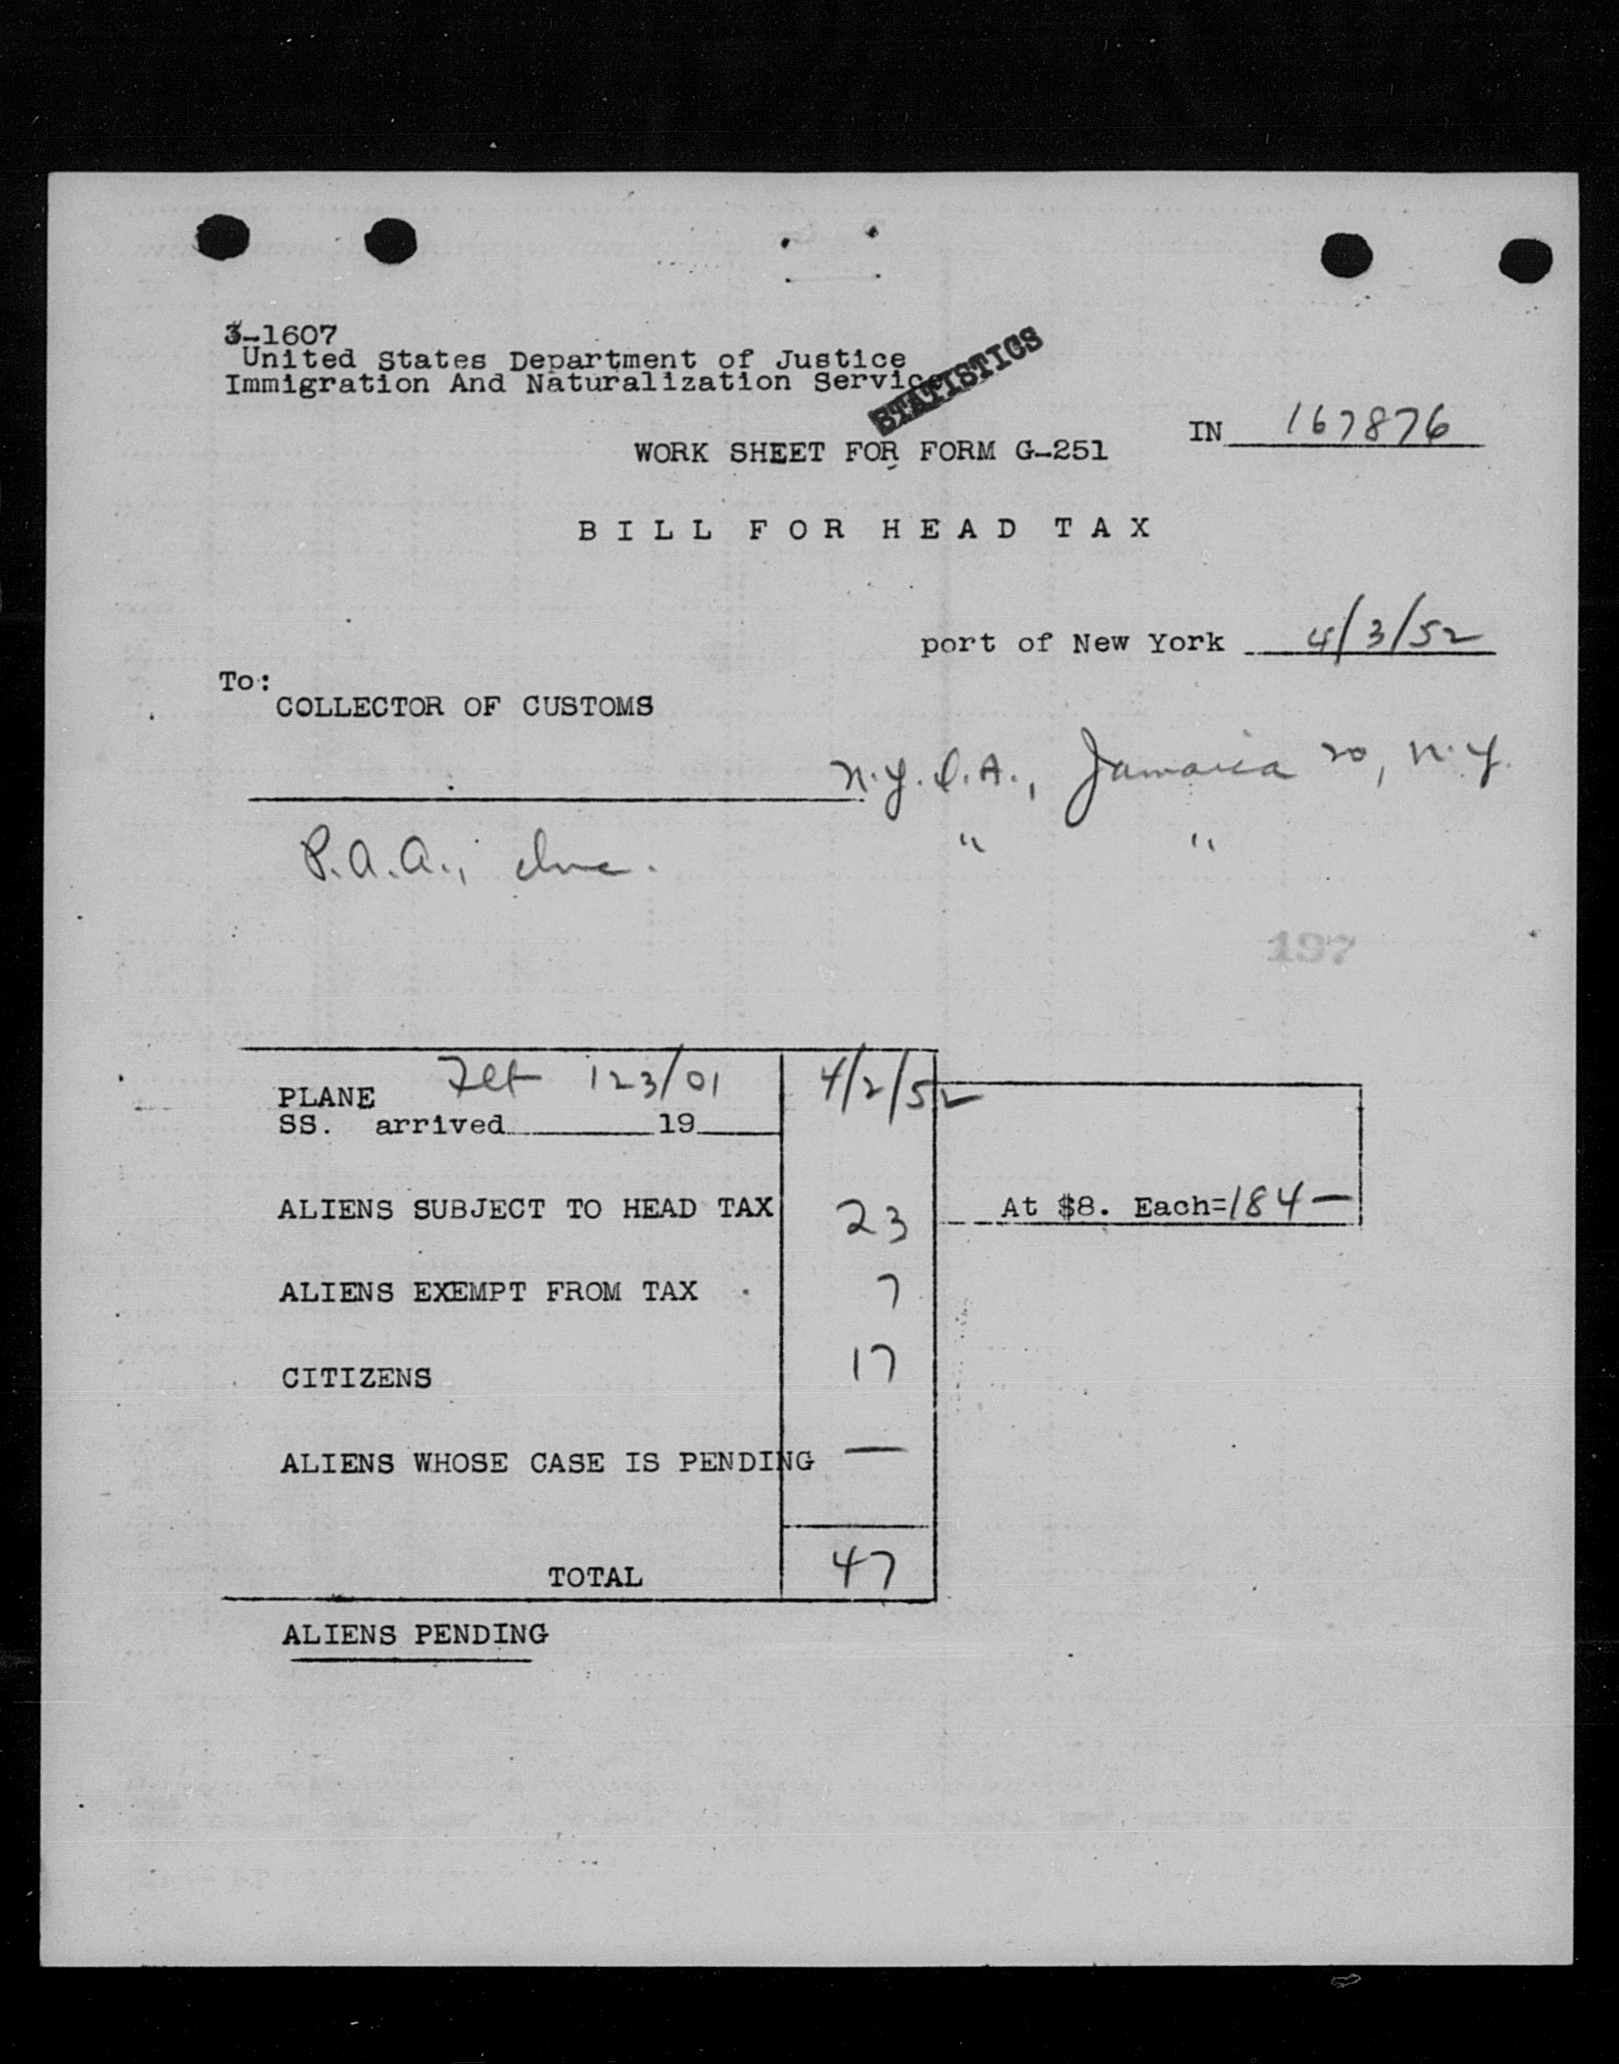 3-1607
United States Department of Justice
Immigration And Naturalization Service
STATISTICS
IN 167876
WORK SHEET FOR FORM G-251
BILL FOR HEAD TAX
port of New York 4/3/52
To:
COLLECTOR OF CUSTOMS
N.Y.I.A., Jamaica 20, N.Y.
P.A.A., Inc. " "
197
PLANE Flt 123/01 4/2/52
SS. arrived 19
ALIENS SUBJECT TO HEAD TAX 23 At $8. Each=184—
ALIENS EXEMPT FROM TAX 7
CITIZENS 17
ALIENS WHOSE CASE IS PENDING —
TOTAL 47
ALIENS PENDING